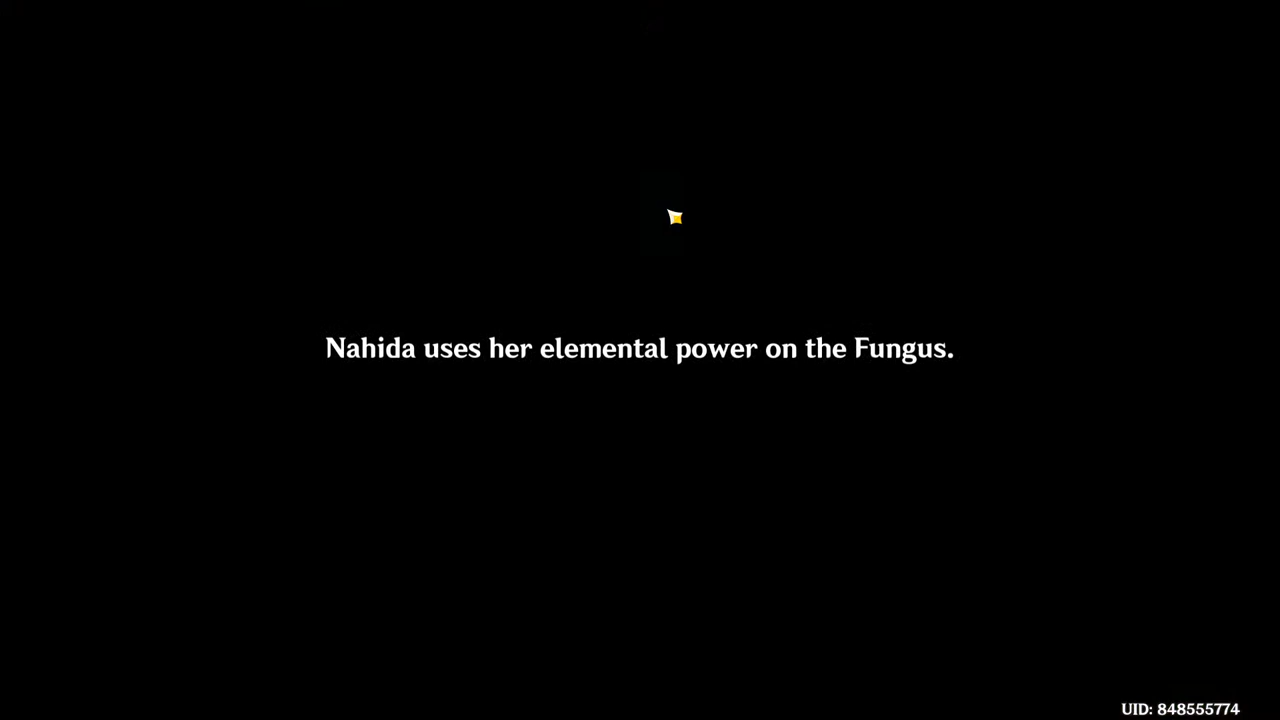 Nahida uses her elemental power on the Fungus.
UID: 848555774